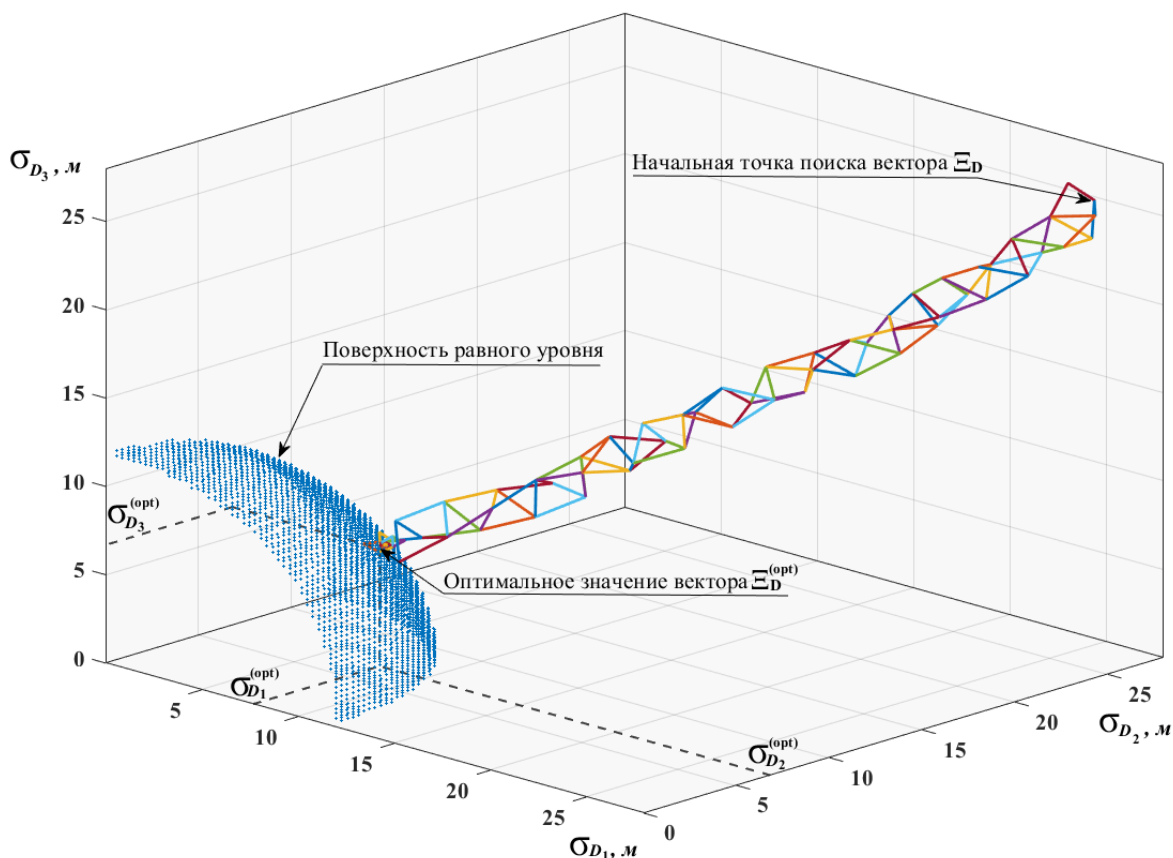 σ_{D_3}, м
25
20
15
10
5
0
Начальная точка поиска вектора Ξ_D
Поверхность равного уровня
σ_{D_3}^{(opt)}
Оптимальное значение вектора Ξ_D^{(opt)}
σ_{D_1}^{(opt)}
σ_{D_2}^{(opt)}
5
10
15
20
25
σ_{D_1}, м
0
5
10
15
20
25
σ_{D_2}, м